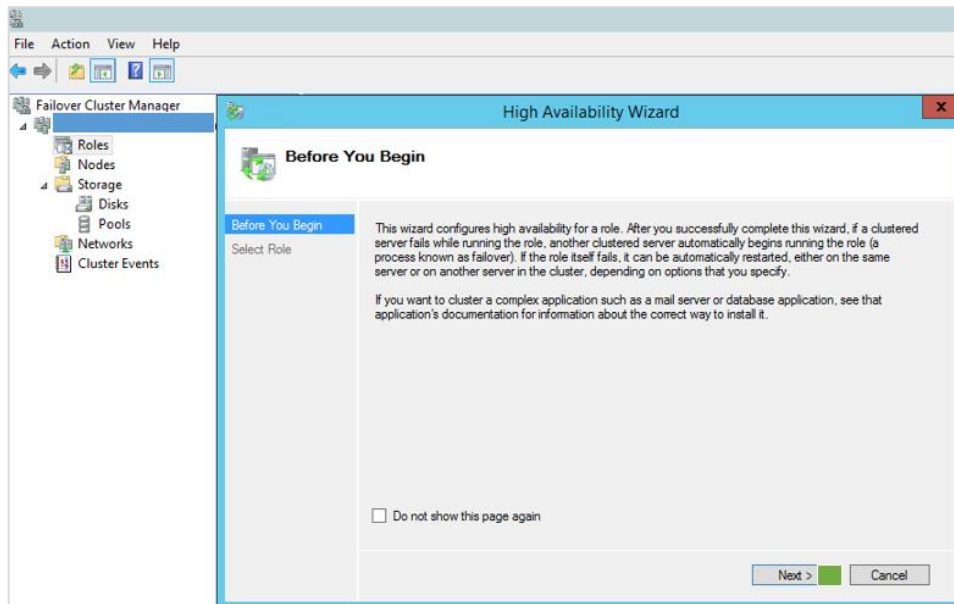 File Action View Help
Failover Cluster Manager
Roles
Nodes
Storage
Disks
Pools
Networks
Cluster Events
High Availability Wizard
x
Before You Begin
Before You Begin
Select Role
This wizard configures high availability for a role. After you successfully complete this wizard, if a clustered
server fails while running the role, another clustered server automatically begins running the role (a
process known as failover). If the role itself fails, it can be automatically restarted, either on the same
server or on another server in the cluster, depending on options that you specify.
If you want to cluster a complex application such as a mail server or database application, see that
application's documentation for information about the correct way to install it.
Do not show this page again
Next >
Cancel